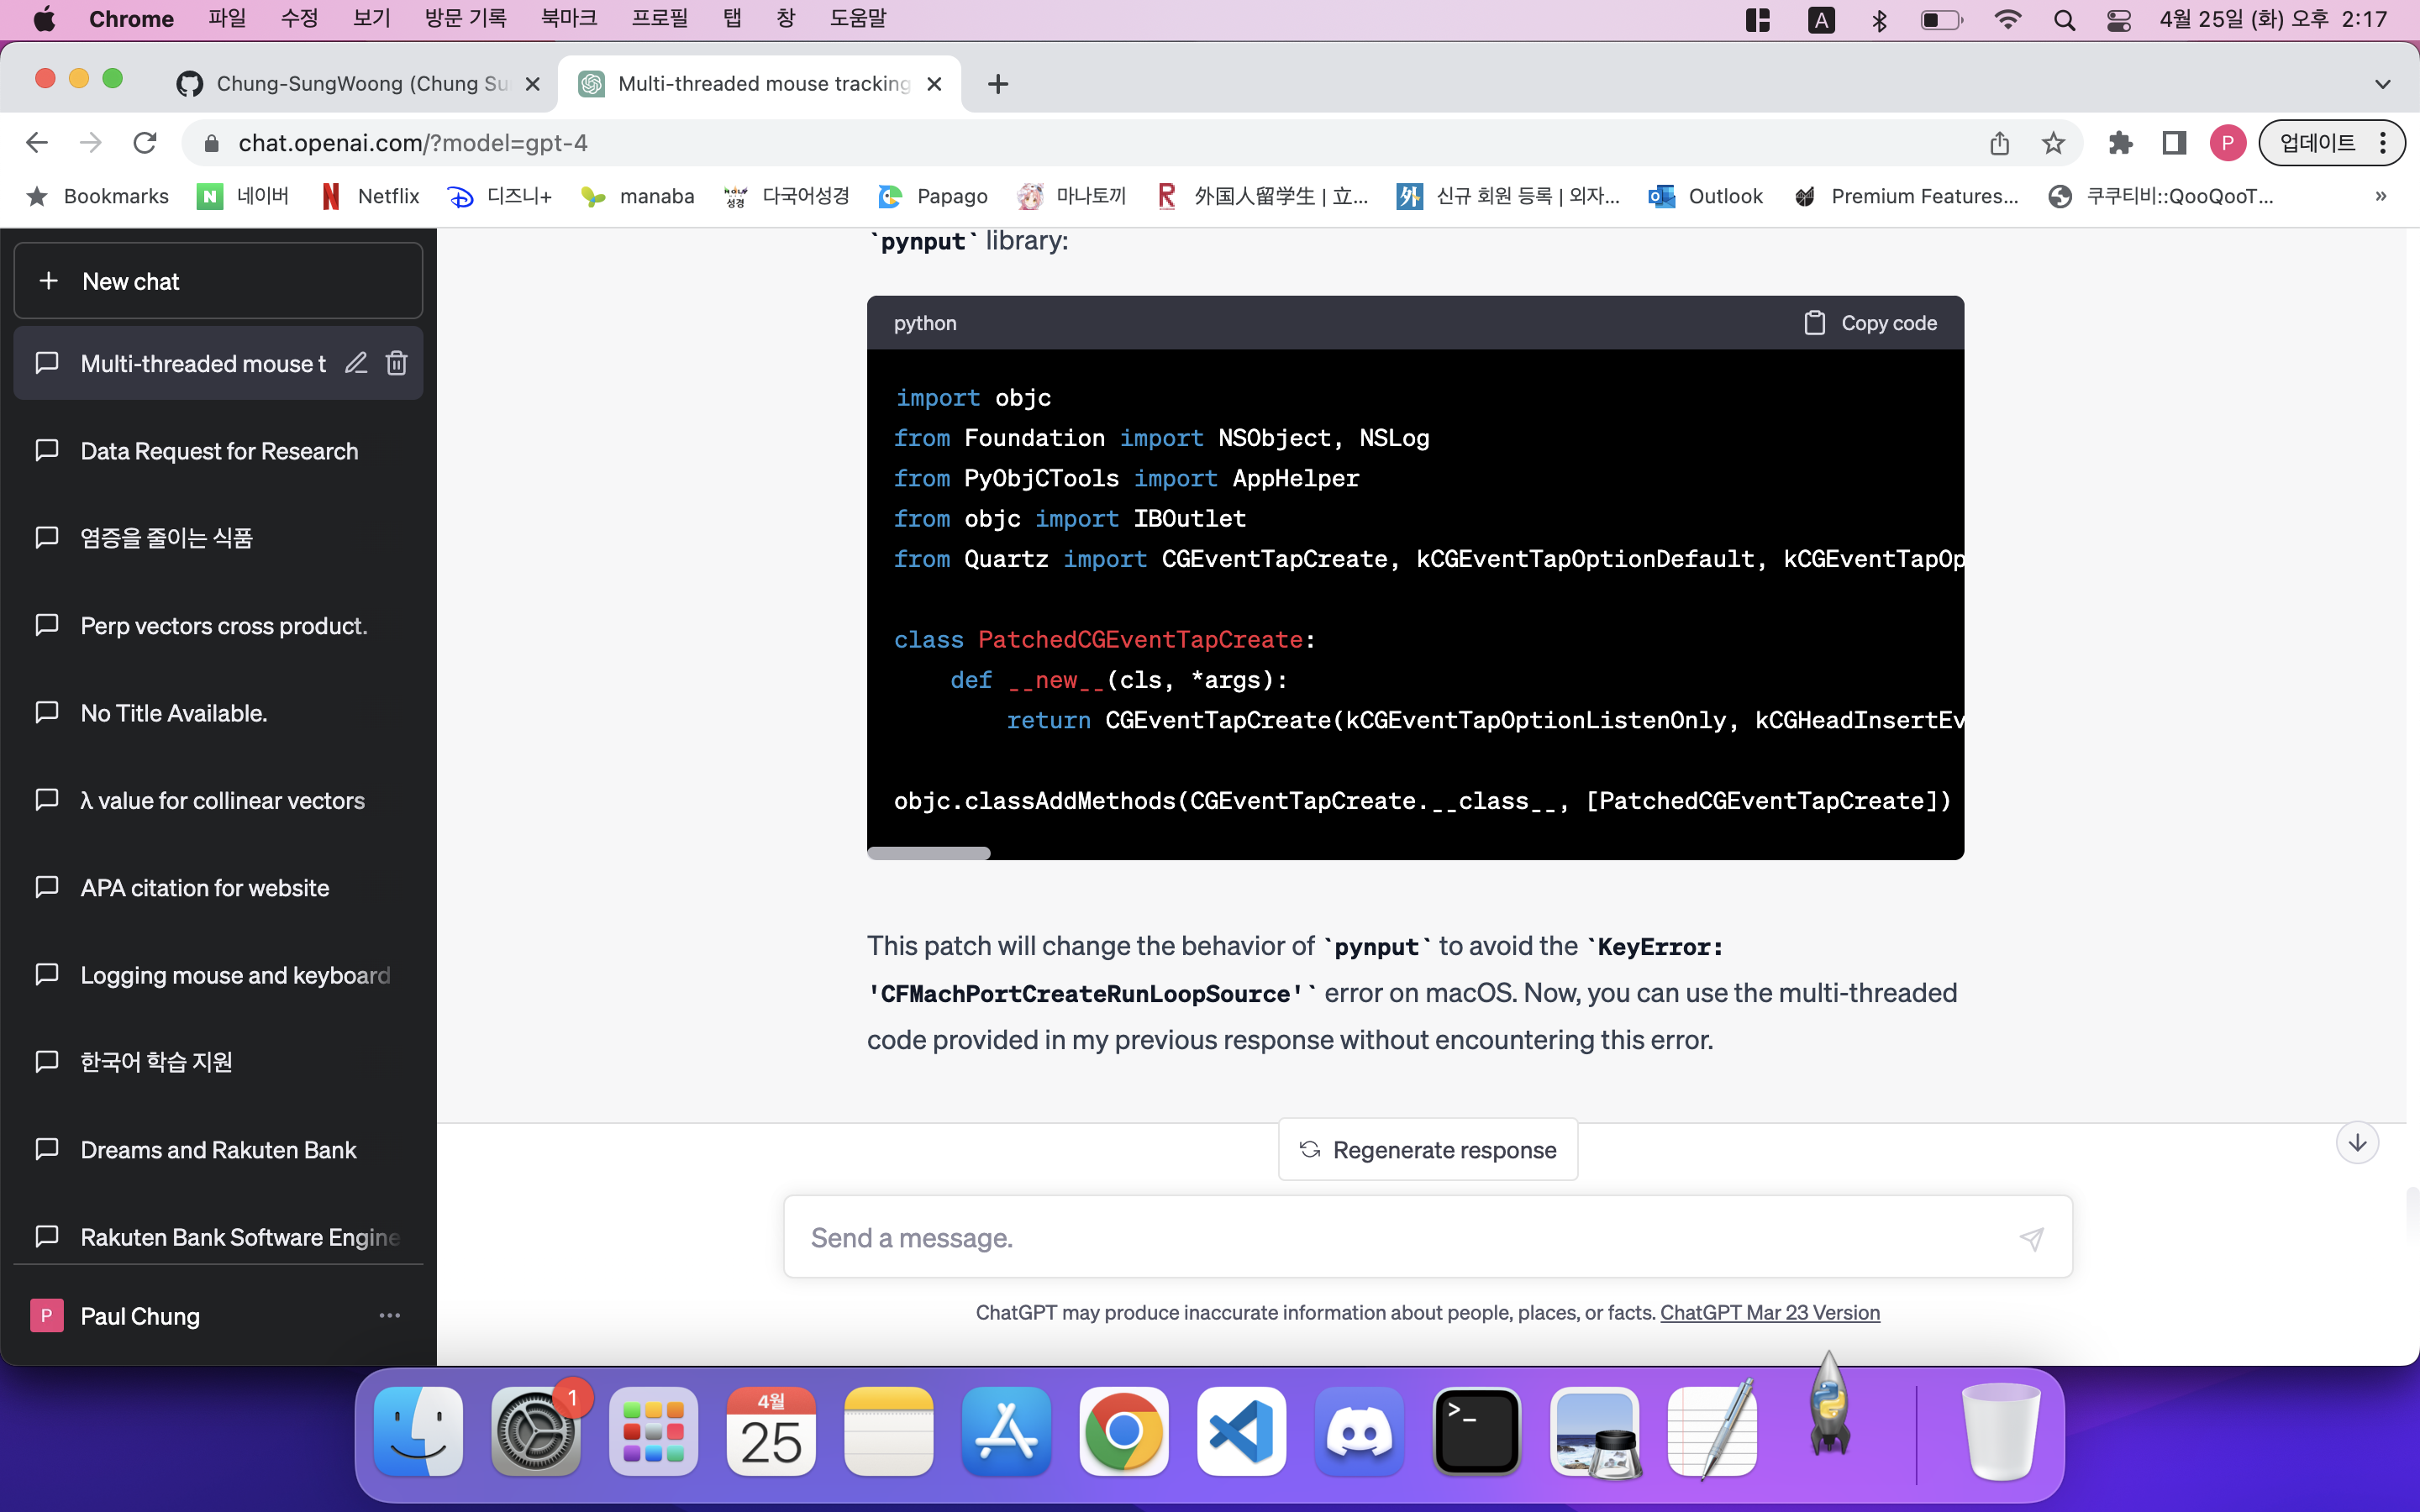 Chrome 파일 수정 보기 방문 기록 북마크 프로필 탭 창 도움말 A 4월 25일 (화) 오후 2:17
Chung-SungWoong (Chung Su
Multi-threaded mouse tracking
chat.openai.com/?model=gpt-4
P
업데이트
Bookmarks
N 네이버
N Netflix
디즈니+
manaba
다국어성경
Papago
마나토끼
R 外国人留学生 | 立...
外 신규 회원 등록 | 외자...
Outlook
Premium Features...
쿠쿠티비::QooQooT...
»
+ New chat
Multi-threaded mouse t
Data Request for Research
염증을 줄이는 식품
Perp vectors cross product.
No Title Available.
λ value for collinear vectors
APA citation for website
Logging mouse and keyboard
한국어 학습 지원
Dreams and Rakuten Bank
Rakuten Bank Software Engine
P Paul Chung ...
`pynput` library:
python
Copy code
import objc
from Foundation import NSObject, NSLog
from PyObjCTools import AppHelper
from objc import IBOutlet
from Quartz import CGEventTapCreate, kCGEventTapOptionDefault, kCGEventTapOp
class PatchedCGEventTapCreate:
def __new__(cls, *args):
return CGEventTapCreate(kCGEventTapOptionListenOnly, kCGHeadInsertEv
objc.classAddMethods(CGEventTapCreate.__class__, [PatchedCGEventTapCreate])
This patch will change the behavior of `pynput` to avoid the `KeyError:
'CFMachPortCreateRunLoopSource'` error on macOS. Now, you can use the multi-threaded
code provided in my previous response without encountering this error.
Regenerate response
Send a message.
ChatGPT may produce inaccurate information about people, places, or facts. ChatGPT Mar 23 Version
1
4월
25
>_